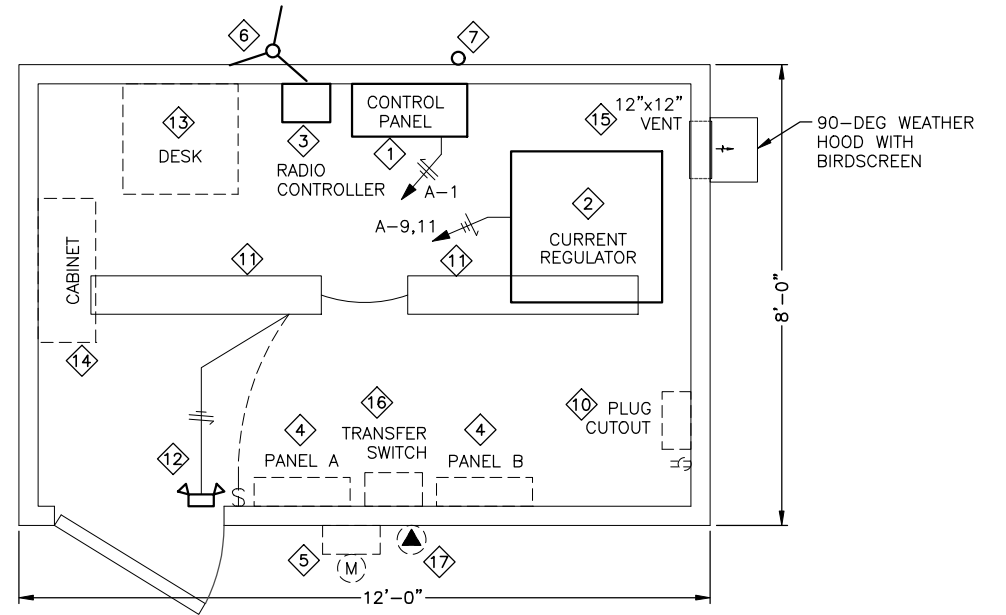 6
7
13
DESK
3
RADIO
CONTROLLER
CONTROL
PANEL
1
A-1
15
12"x12"
VENT
90-DEG WEATHER
HOOD WITH
BIRDSCREEN
2
CURRENT
REGULATOR
A-9,11
CABINET
14
11
11
8'-0"
10
PLUG
CUTOUT
16
TRANSFER
SWITCH
4
PANEL A
4
PANEL B
12
S
5
M
17
12'-0"